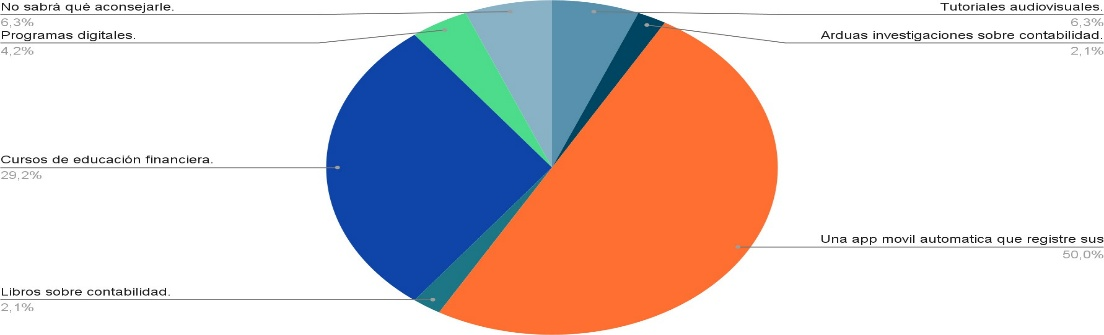 No sabrá qué aconsejarle.
6,3%
Programas digitales.
4,2%
Cursos de educación financiera.
29,2%
Libros sobre contabilidad.
2,1%
Tutoriales audiovisuales.
6,3%
Arduas investigaciones sobre contabilidad.
2,1%
Una app movil automatica que registre sus
50,0%